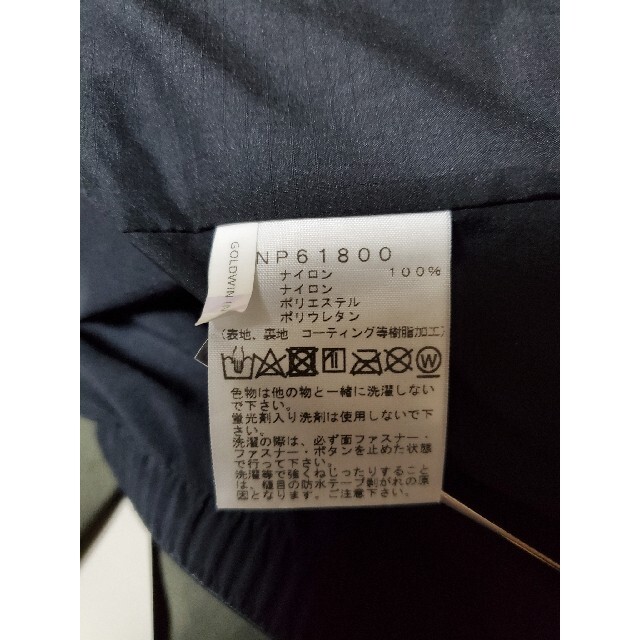 GOLDWIN IN
NP61800
ナイロン 100%
ナイロン
ポリエステル
ポリウレタン
(表地、裏地 コーティング等樹脂加工)
色物は他の物と一緒に洗濯しない
で下さい。
蛍光剤入り洗剤は使用しないで下
さい。
洗濯の際は、必ず面ファスナー・
ファスナー・ボタンを止めた状態
で行って下さい。
洗濯等で強くねじったりすること
は、縫目の防水テープ剥がれの原
因となります。ご注意下さい。